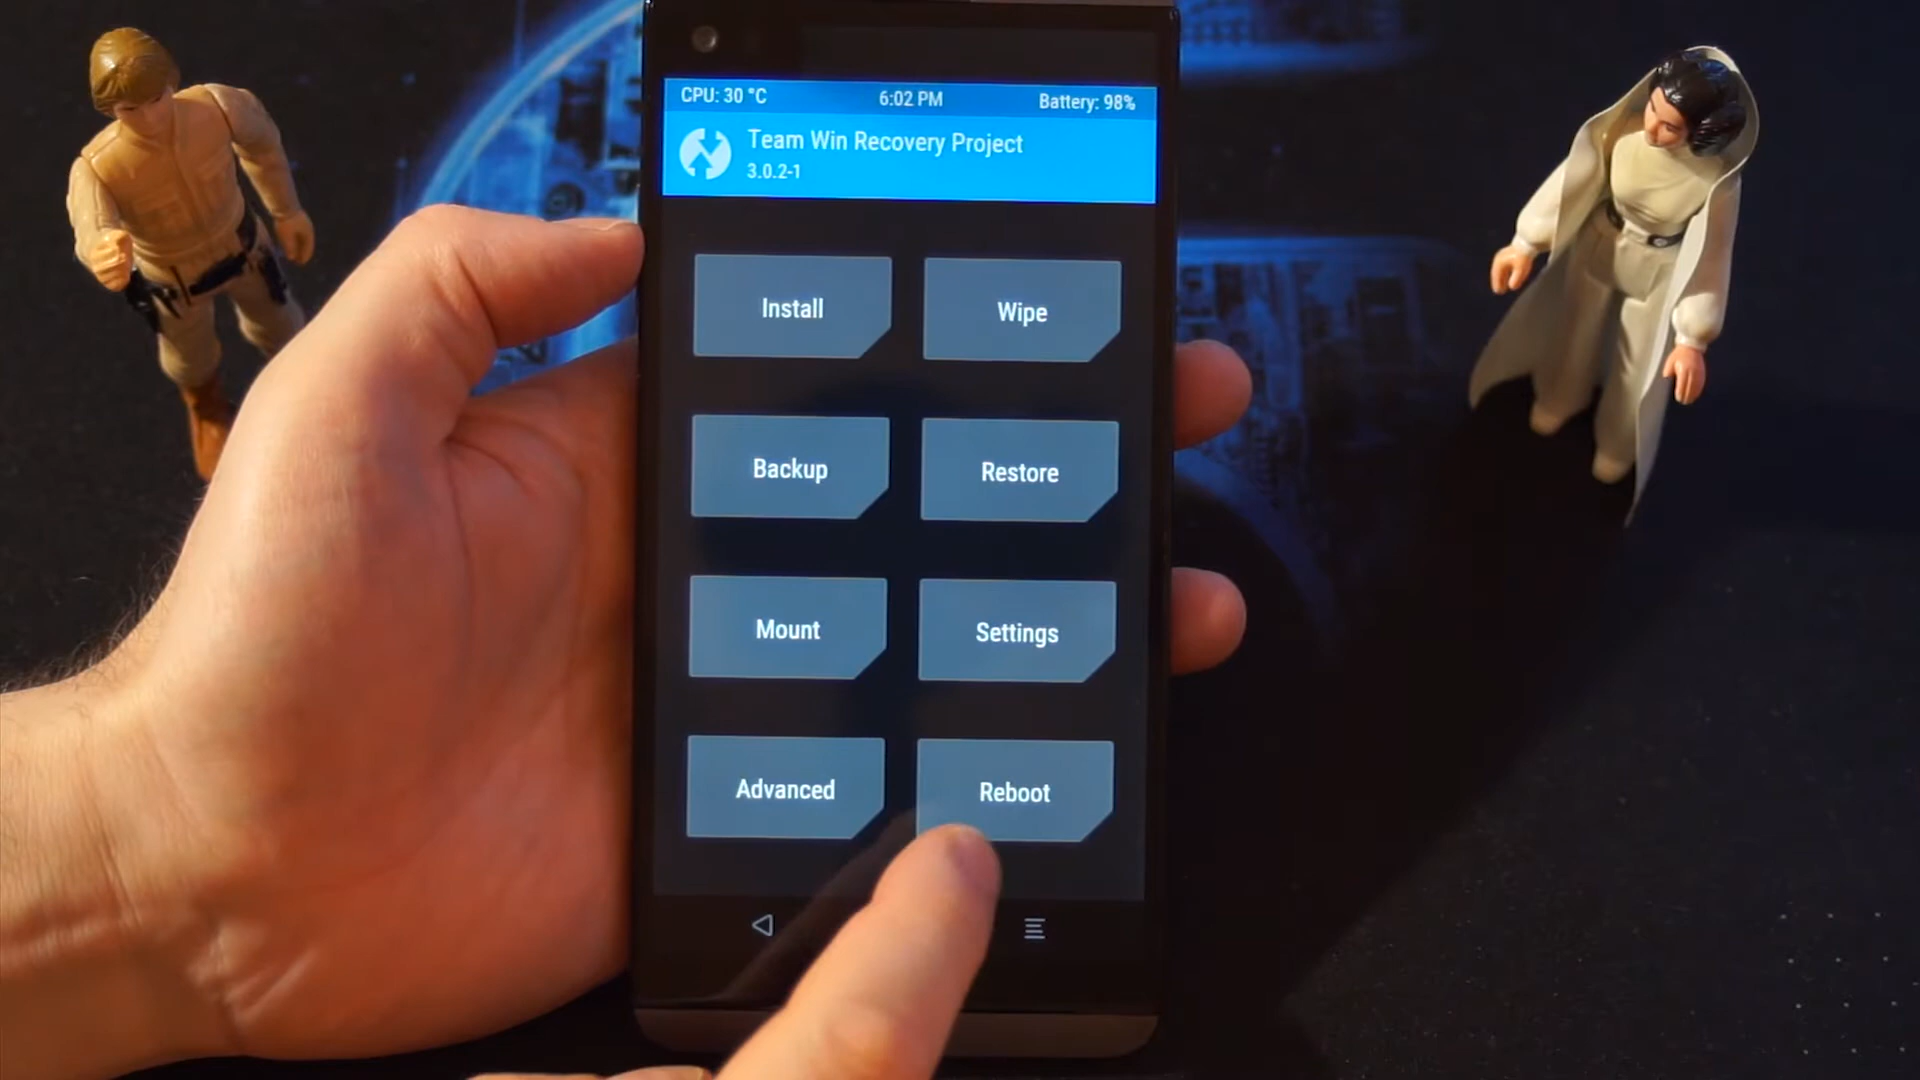 CPU: 30 °C 6:02 PM Battery: 98%
Team Win Recovery Project
3.0.2-1
Install Wipe
Backup Restore
Mount Settings
Advanced Reboot